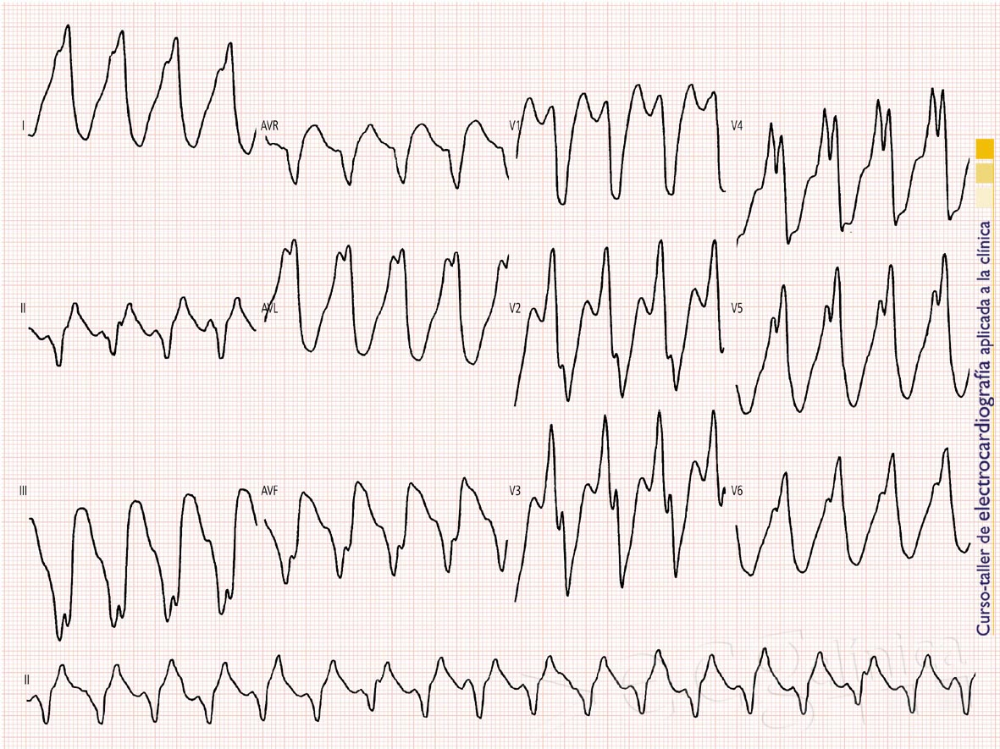 I
AVR
V1
V4
II
AVL
V2
V5
III
AVF
V3
V6
II
Curso-taller de electrocardiografía aplicada a la clínica